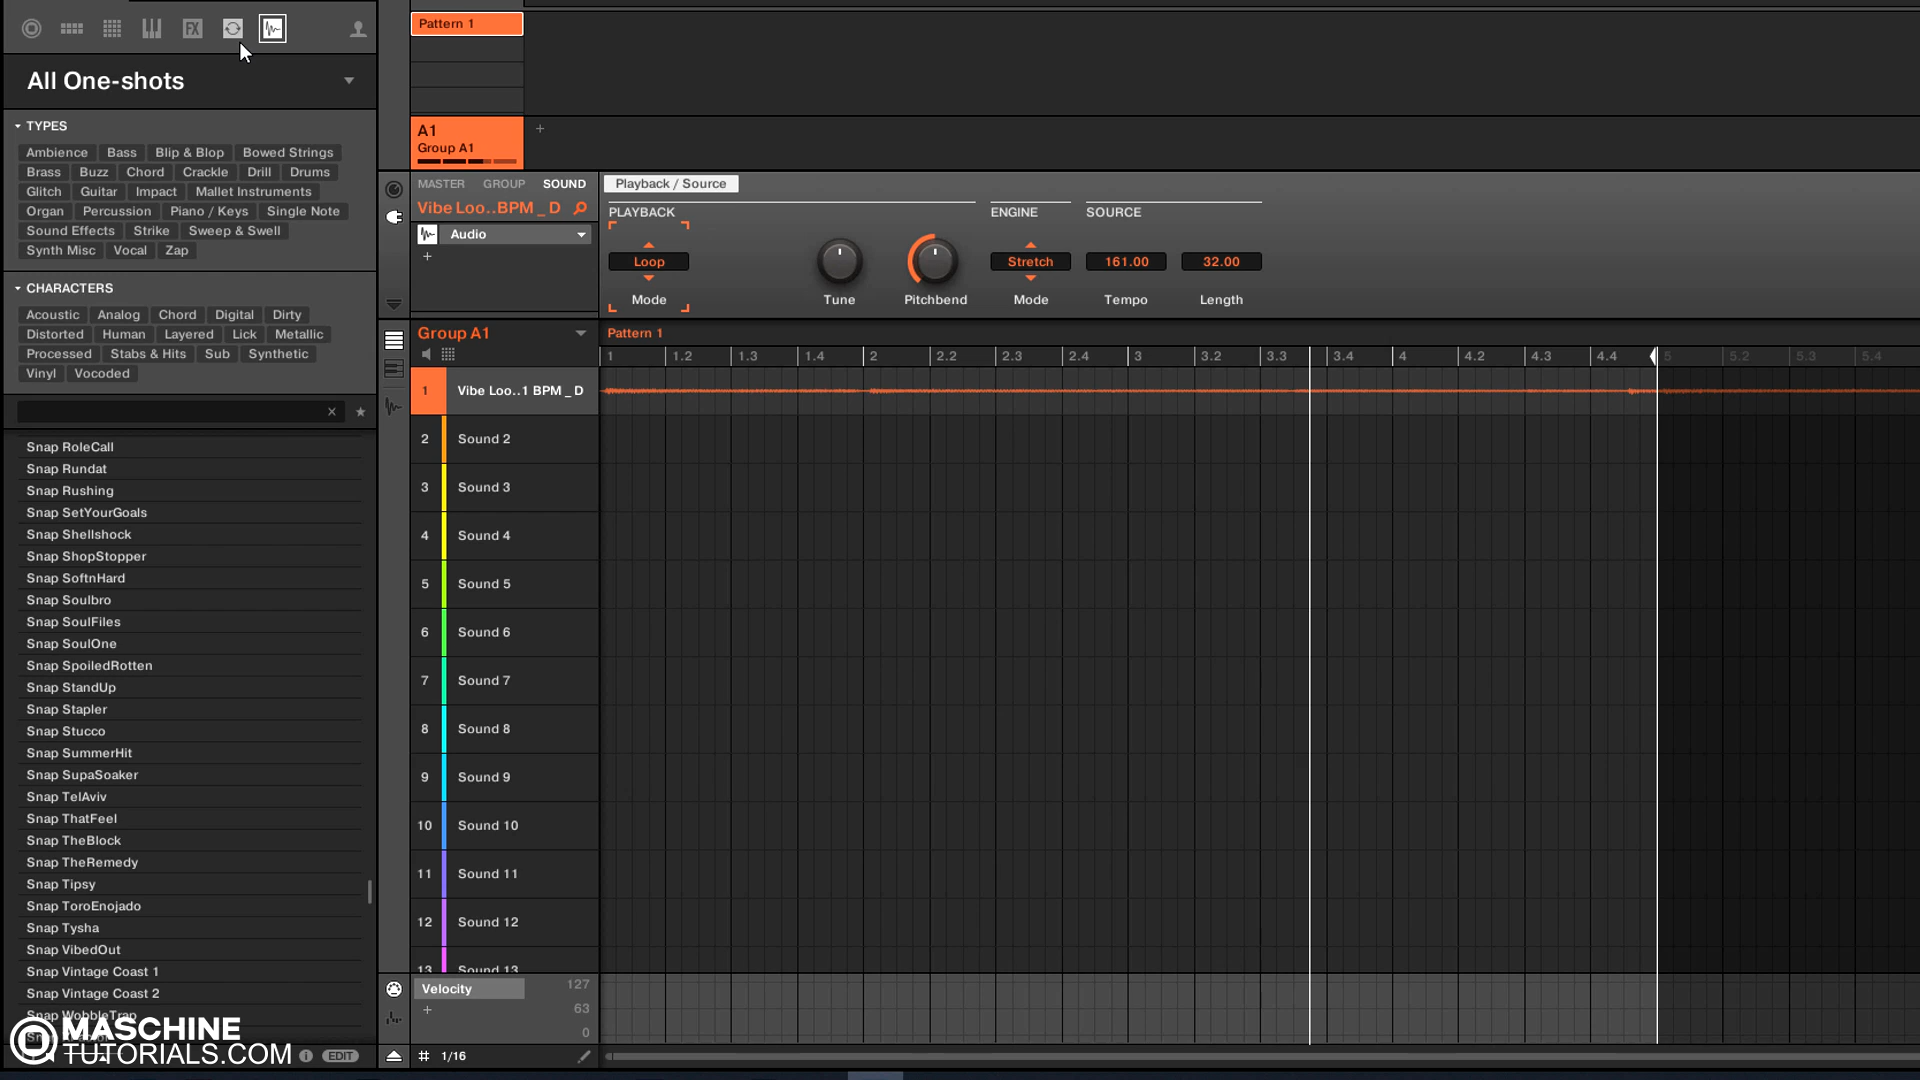 FX
All One-shots
TYPES
Ambience Bass Blip & Blop Bowed Strings
Brass Buzz Chord Crackle Drill Drums
Glitch Guitar Impact Mallet Instruments
Organ Percussion Piano / Keys Single Note
Sound Effects Strike Sweep & Swell
Synth Misc Vocal Zap
CHARACTERS
Acoustic Analog Chord Digital Dirty
Distorted Human Layered Lick Metallic
Processed Stabs & Hits Sub Synthetic
Vinyl Vocoded
Snap RoleCall
Snap Rundat
Snap Rushing
Snap SetYourGoals
Snap Shellshock
Snap ShopStopper
Snap SoftnHard
Snap Soulbro
Snap SoulFiles
Snap SoulOne
Snap SpoiledRotten
Snap StandUp
Snap Stapler
Snap Stucco
Snap SummerHit
Snap SupaSoaker
Snap TelAviv
Snap ThatFeel
Snap TheBlock
Snap TheRemedy
Snap Tipsy
Snap ToroEnojado
Snap Tysha
Snap VibedOut
Snap Vintage Coast 1
Snap Vintage Coast 2
Snap WobbleTrap
MASCHINE
TUTORIALS.COM
EDIT
Pattern 1
A1
Group A1
MASTER GROUP SOUND
Vibe Loo..BPM _ D
Audio
Playback / Source
PLAYBACK ENGINE SOURCE
Loop Stretch 161.00 32.00
Mode Tune Pitchbend Mode Tempo Length
Group A1 Pattern 1
1 1.2 1.3 1.4 2 2.2 2.3 2.4 3 3.2 3.3 3.4 4 4.2 4.3 4.4 5 5.2 5.3 5.4
1 Vibe Loo..1 BPM _ D
2 Sound 2
3 Sound 3
4 Sound 4
5 Sound 5
6 Sound 6
7 Sound 7
8 Sound 8
9 Sound 9
10 Sound 10
11 Sound 11
12 Sound 12
13 Sound 13
Velocity 127
63
0
1/16